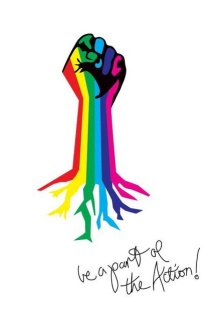 be a part of
the Action!